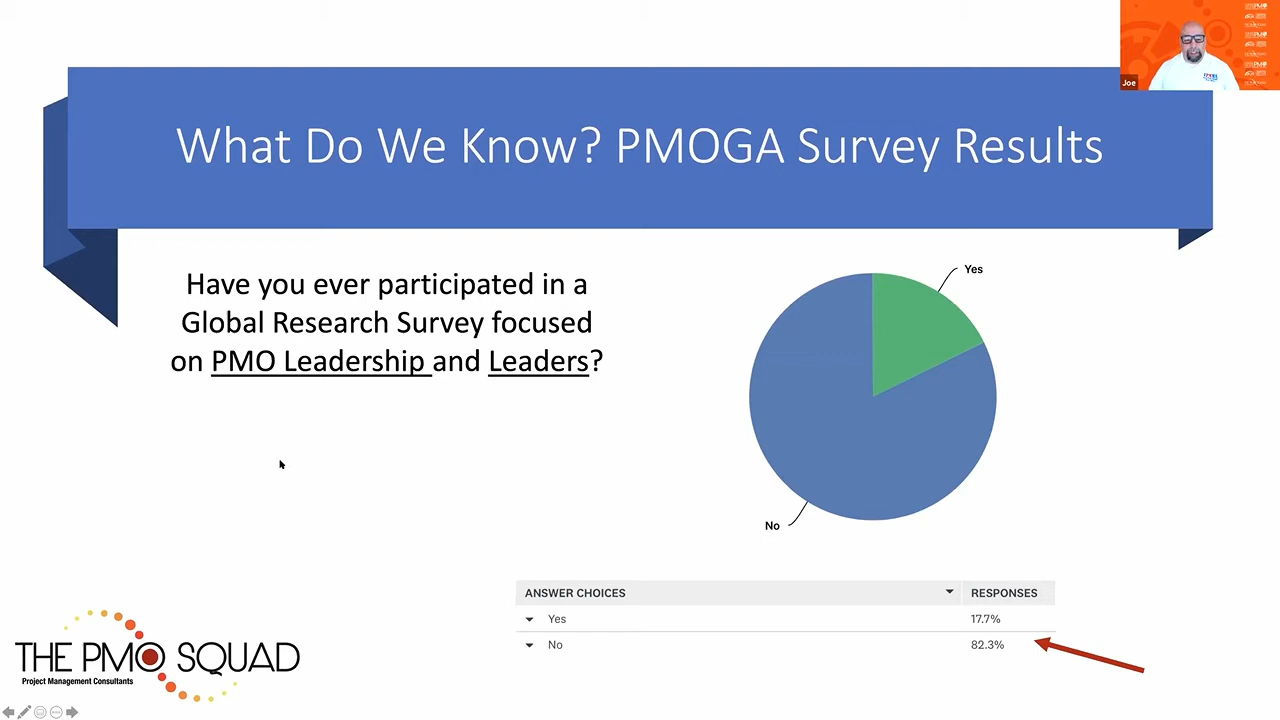 Joe
What Do We Know? PMOGA Survey Results
Have you ever participated in a
Global Research Survey focused
on PMO Leadership and Leaders?
Yes
No
ANSWER CHOICES RESPONSES
Yes 17.7%
No 82.3%
THE PMO SQUAD
Project Management Consultants